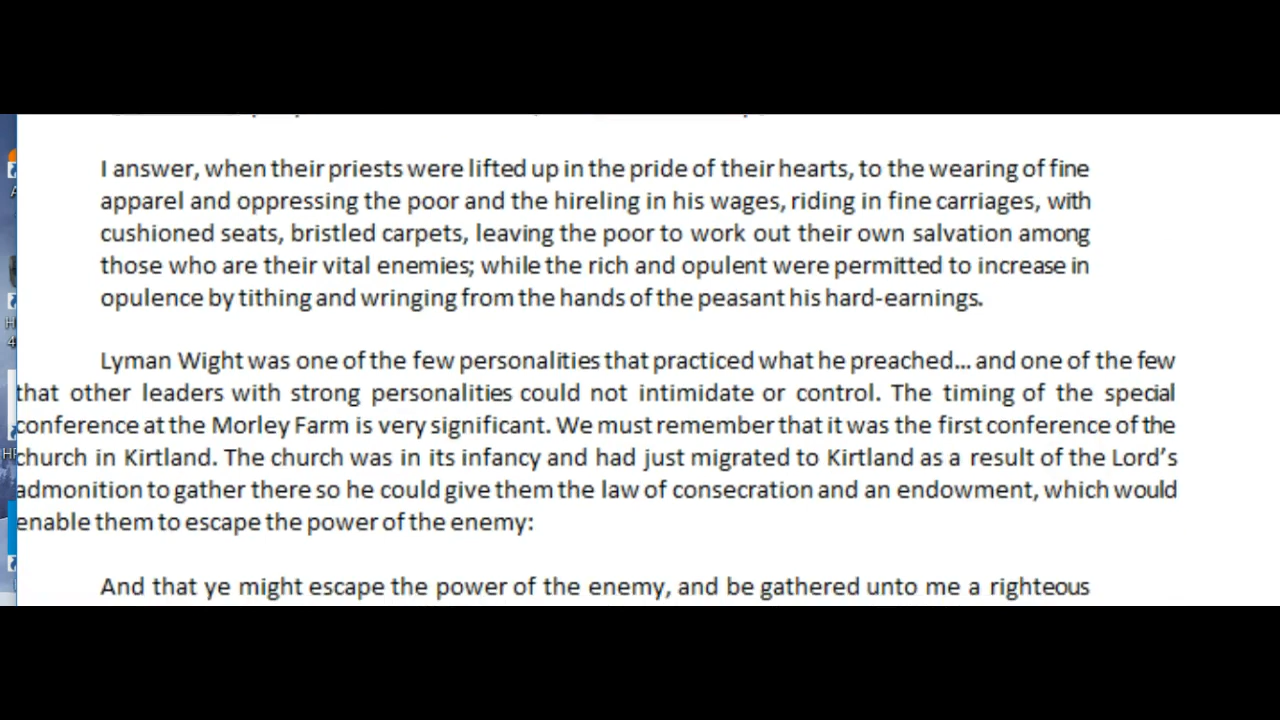 I answer, when their priests were lifted up in the pride of their hearts, to the wearing of fine
apparel and oppressing the poor and the hireling in his wages, riding in fine carriages, with
cushioned seats, bristled carpets, leaving the poor to work out their own salvation among
those who are their vital enemies; while the rich and opulent were permitted to increase in
opulence by tithing and wringing from the hands of the peasant his hard-earnings.
Lyman Wight was one of the few personalities that practiced what he preached... and one of the few
that other leaders with strong personalities could not intimidate or control. The timing of the special
conference at the Morley Farm is very significant. We must remember that it was the first conference of the
church in Kirtland. The church was in its infancy and had just migrated to Kirtland as a result of the Lord's
admonition to gather there so he could give them the law of consecration and an endowment, which would
enable them to escape the power of the enemy:
And that ye might escape the power of the enemy, and be gathered unto me a righteous